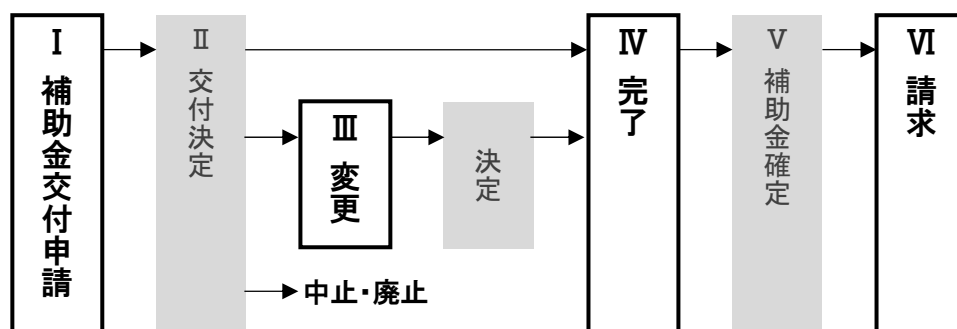 Ⅰ 補助金交付申請
Ⅱ 交付決定
Ⅲ 変更
決定
中止・廃止
Ⅳ 完了
Ⅴ 補助金確定
Ⅵ 請求